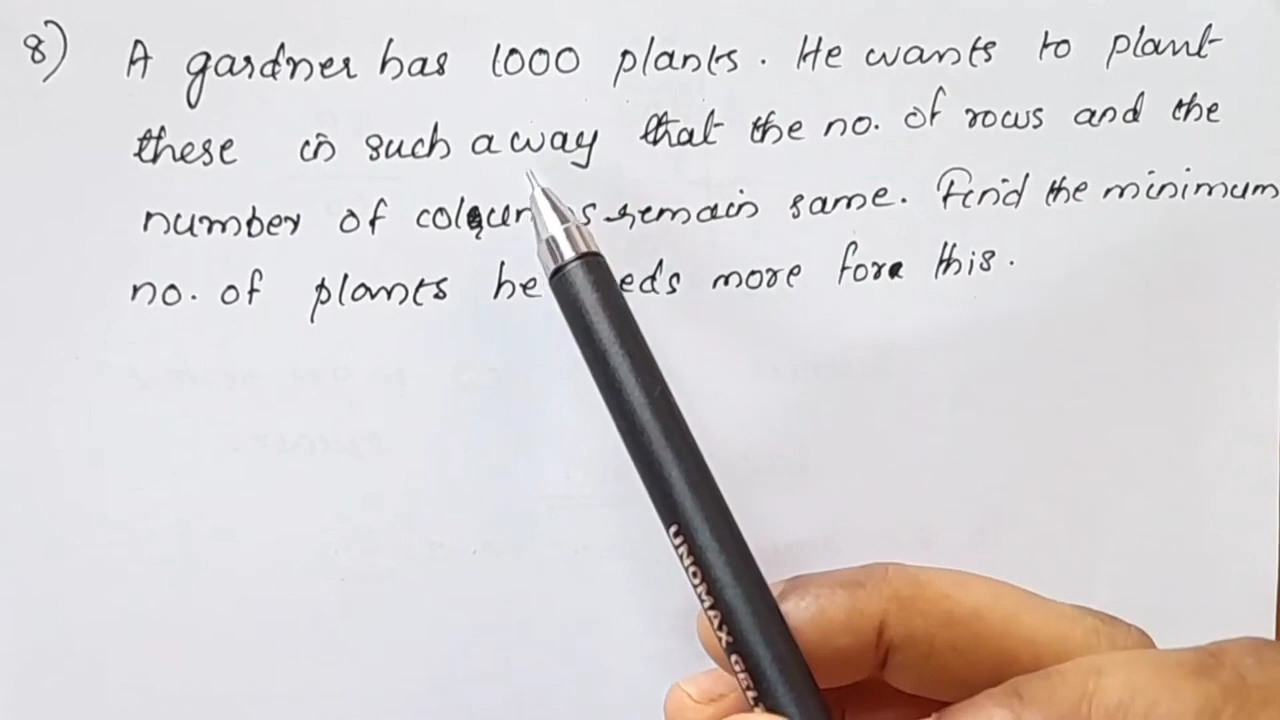 8) A gardner has 1000 plants. He wants to plant
these in such a way that the no. of rows and the
number of remain same. Find the minimum
no. of plants he more for this.
UNOMAX GEL